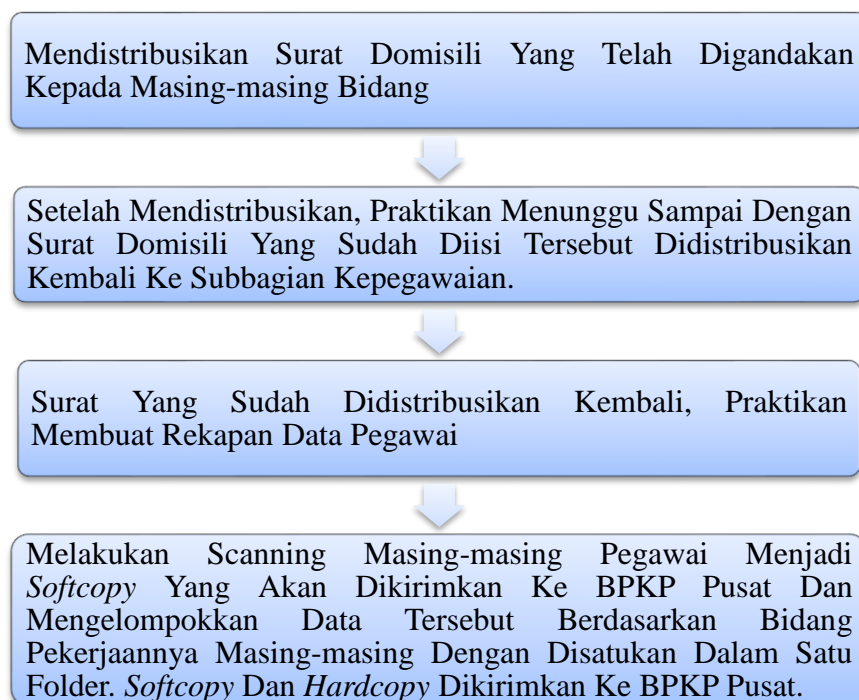 Mendistribusikan Surat Domisili Yang Telah Digandakan
Kepada Masing-masing Bidang
Setelah Mendistribusikan, Praktikan Menunggu Sampai Dengan
Surat Domisili Yang Sudah Diisi Tersebut Didistribusikan
Kembali Ke Subbagian Kepegawaian.
Surat Yang Sudah Didistribusikan Kembali, Praktikan
Membuat Rekapan Data Pegawai
Melakukan Scanning Masing-masing Pegawai Menjadi
Softcopy Yang Akan Dikirimkan Ke BPKP Pusat Dan
Mengelompokkan Data Tersebut Berdasarkan Bidang
Pekerjaannya Masing-masing Dengan Disatukan Dalam Satu
Folder. Softcopy Dan Hardcopy Dikirimkan Ke BPKP Pusat.